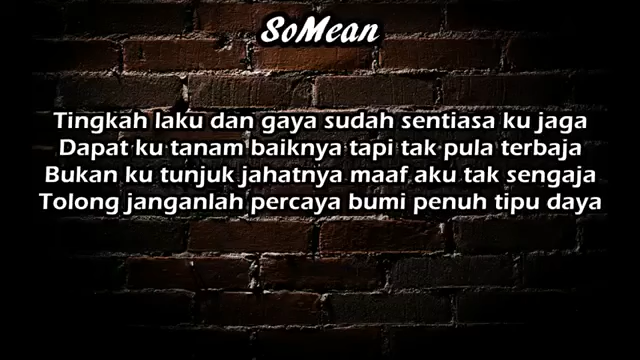 SoMean
Tingkah laku dan gaya sudah sentiasa ku jaga
Dapat ku tanam baiknya tapi tak pula terbaja
Bukan ku tunjuk jahatnya maaf aku tak sengaja
Tolong janganlah percaya bumi penuh tipu daya